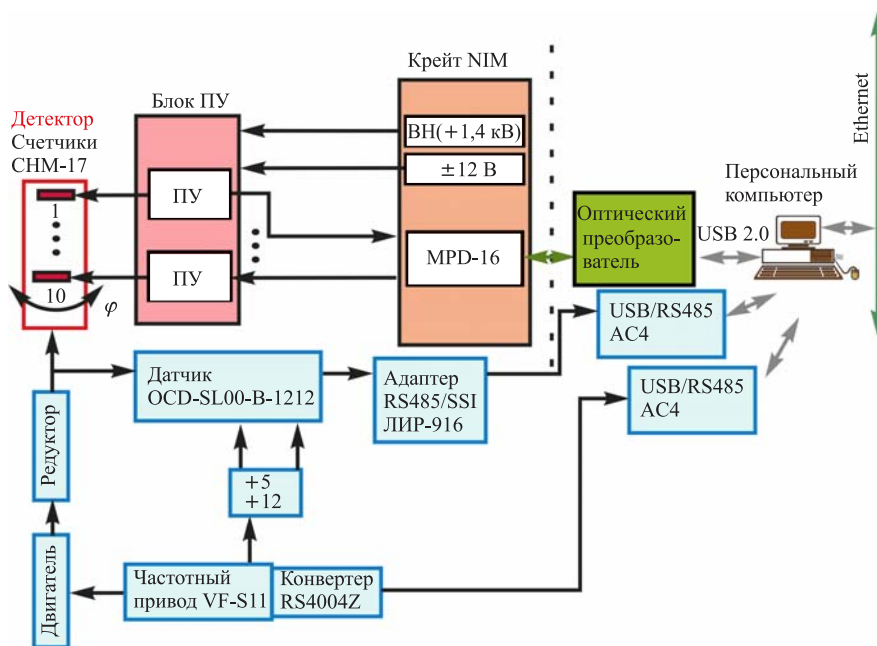 Крейт NIM
Блок ПУ
Ethernet
Детектор
Счетчики
СНМ-17
ВН(+1,4 кВ)
±12 В
ПУ
1
MPD-16
ПУ
10
φ
Оптический
преобразо-
ватель
USB 2.0
Персональный
компьютер
USB/RS485
AC4
USB/RS485
AC4
Датчик
OCD-SL00-B-1212
Адаптер
RS485/SSI
ЛИР-916
Редуктор
+5
+12
Двигатель
Частотный
привод VF-S11
Конвертер
RS4004Z